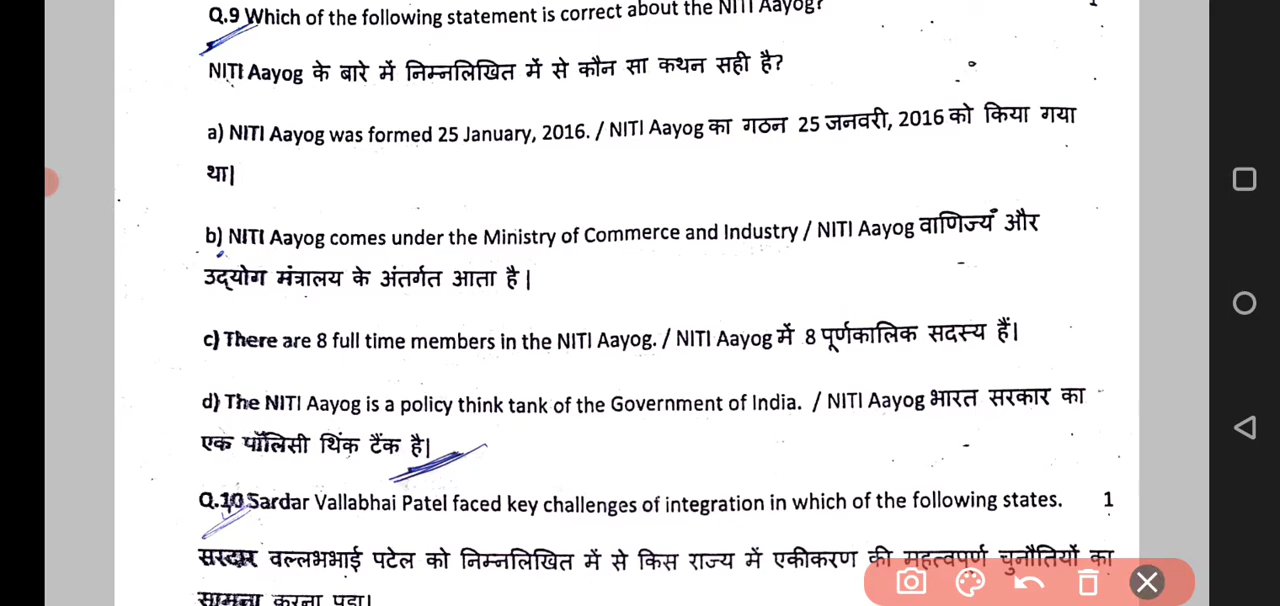 Q.9 Which of the following statement is correct about the NITI Aayog?
1
NITI Aayog के बारे में निम्नलिखित में से कौन सा कथन सही है?
a) NITI Aayog was formed 25 January, 2016. / NITI Aayog का गठन 25 जनवरी, 2016 को किया गया
था|
b) NITI Aayog comes under the Ministry of Commerce and Industry / NITI Aayog वाणिज्य और
उद्योग मंत्रालय के अंतर्गत आता है |
c) There are 8 full time members in the NITI Aayog. / NITI Aayog में 8 पूर्णकालिक सदस्य हैं।
d) The NITI Aayog is a policy think tank of the Government of India. / NITI Aayog भारत सरकार का
एक पॉलिसी थिंक टैंक है|
Q.10 Sardar Vallabhai Patel faced key challenges of integration in which of the following states. 1
सरदार वल्लभभाई पटेल को निम्नलिखित में से किस राज्य में एकीकरण की महत्वपूर्ण चुनौतियों का
सामना करना पड़ा।